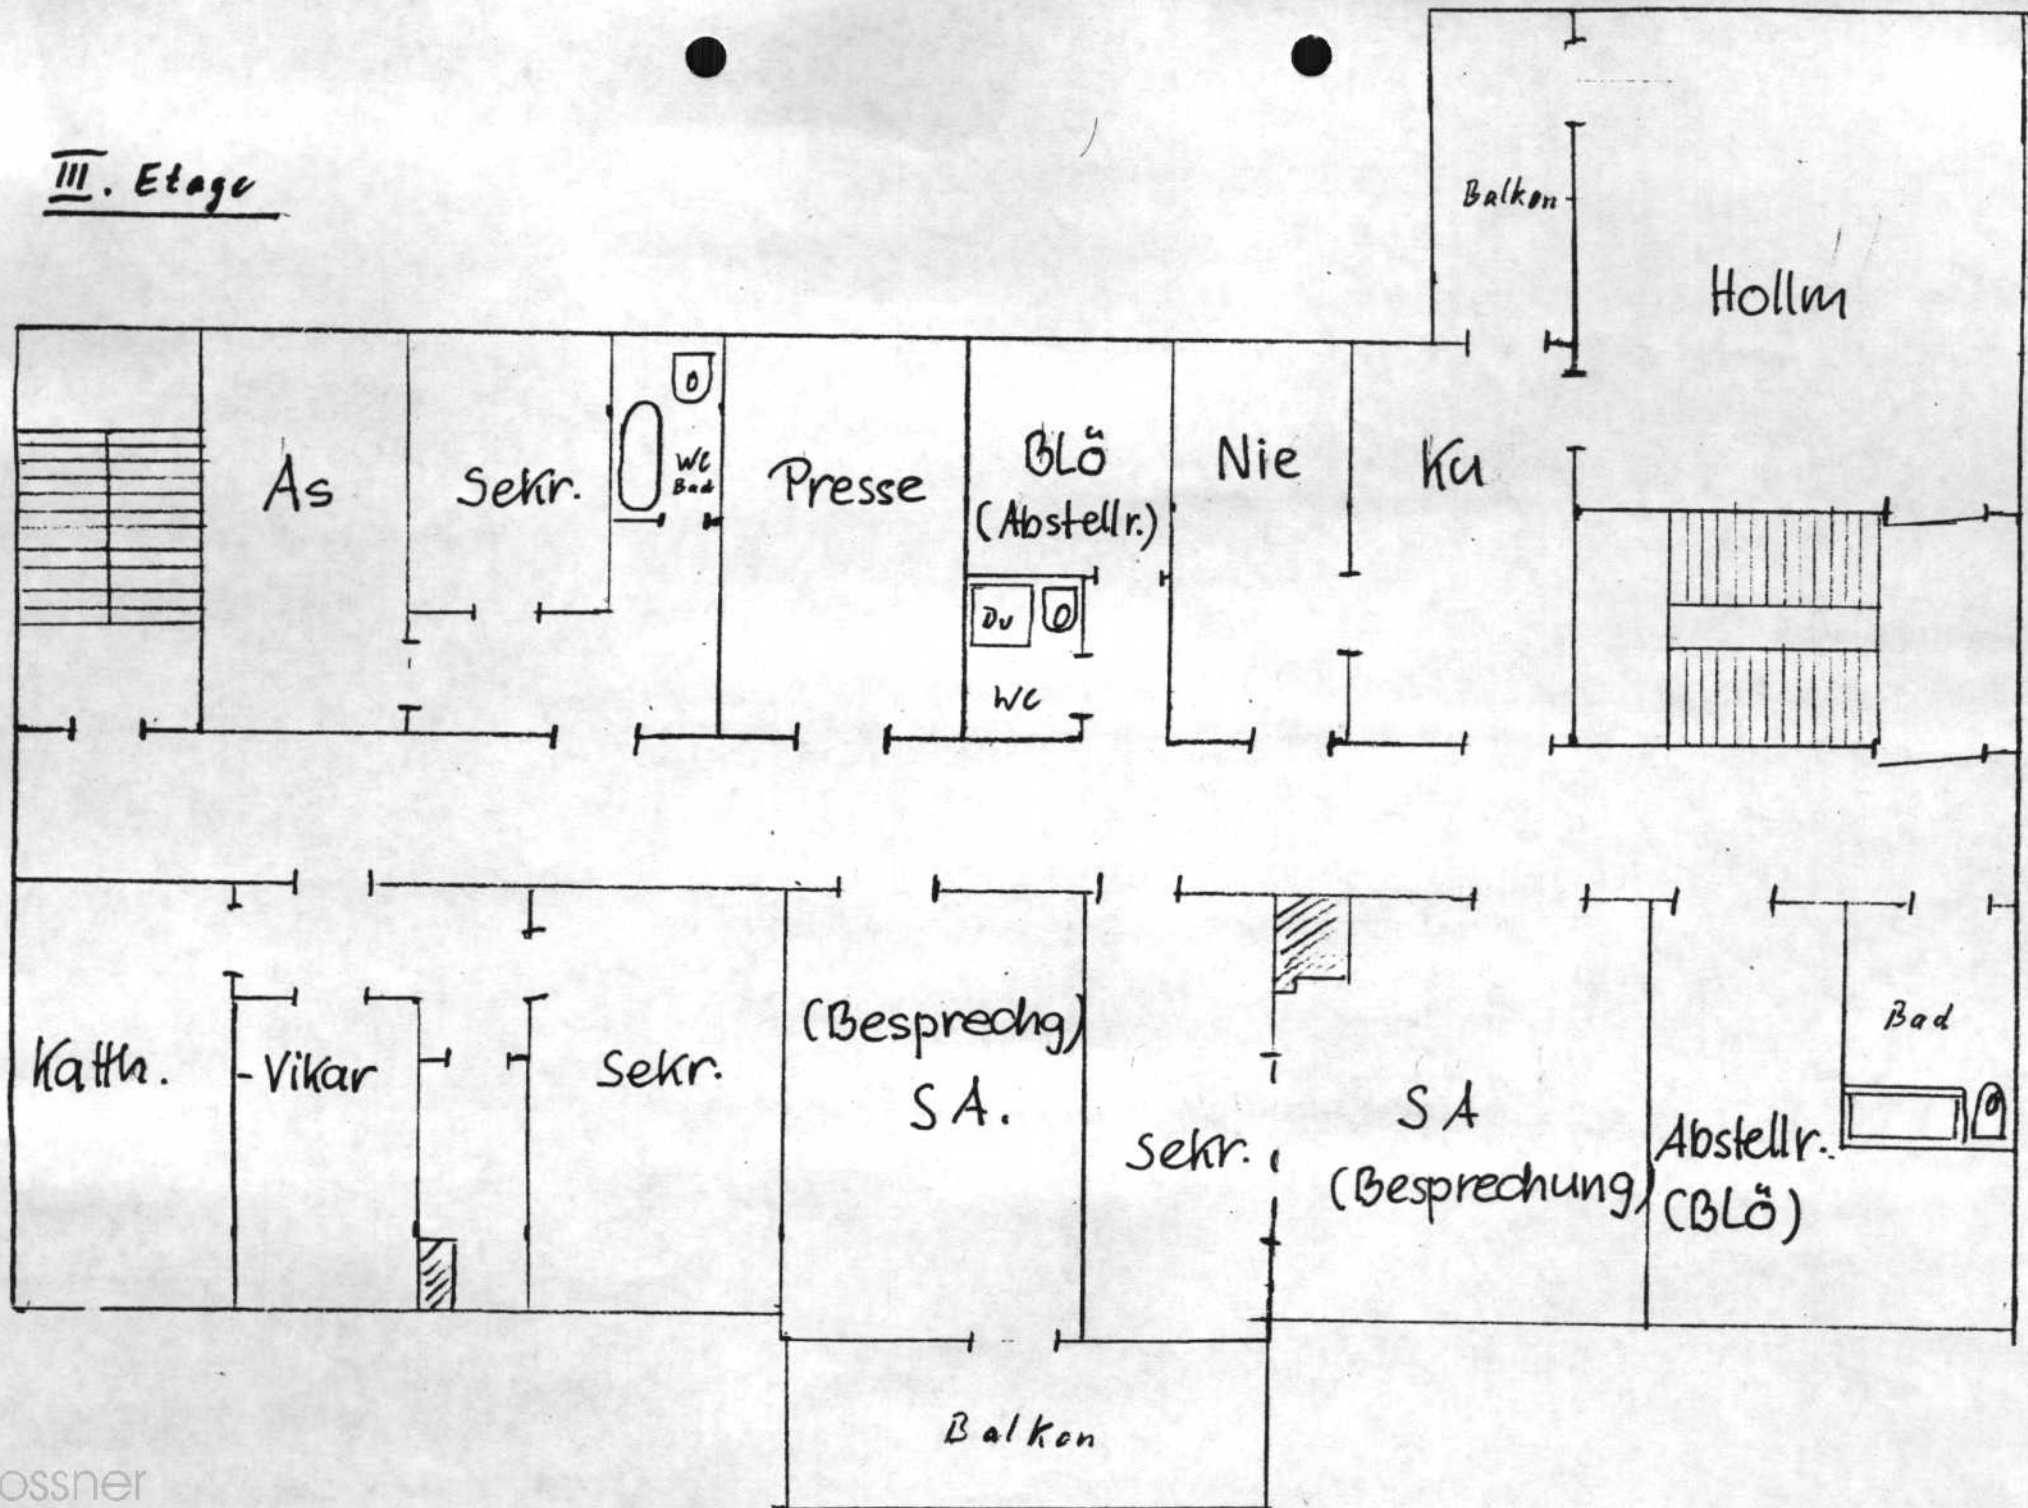 III. Etage
Balkon
Hollm
As
Sekr.
WC
Bad
Presse
BLÖ
(Abstellr.)
Nie
Ku
Du
WC
Katth.
Vikar
Sekr.
(Besprechg)
SA.
Sekr.
SA
(Besprechung)
Abstellr.
(BLÖ)
Bad
Balkon
ossner